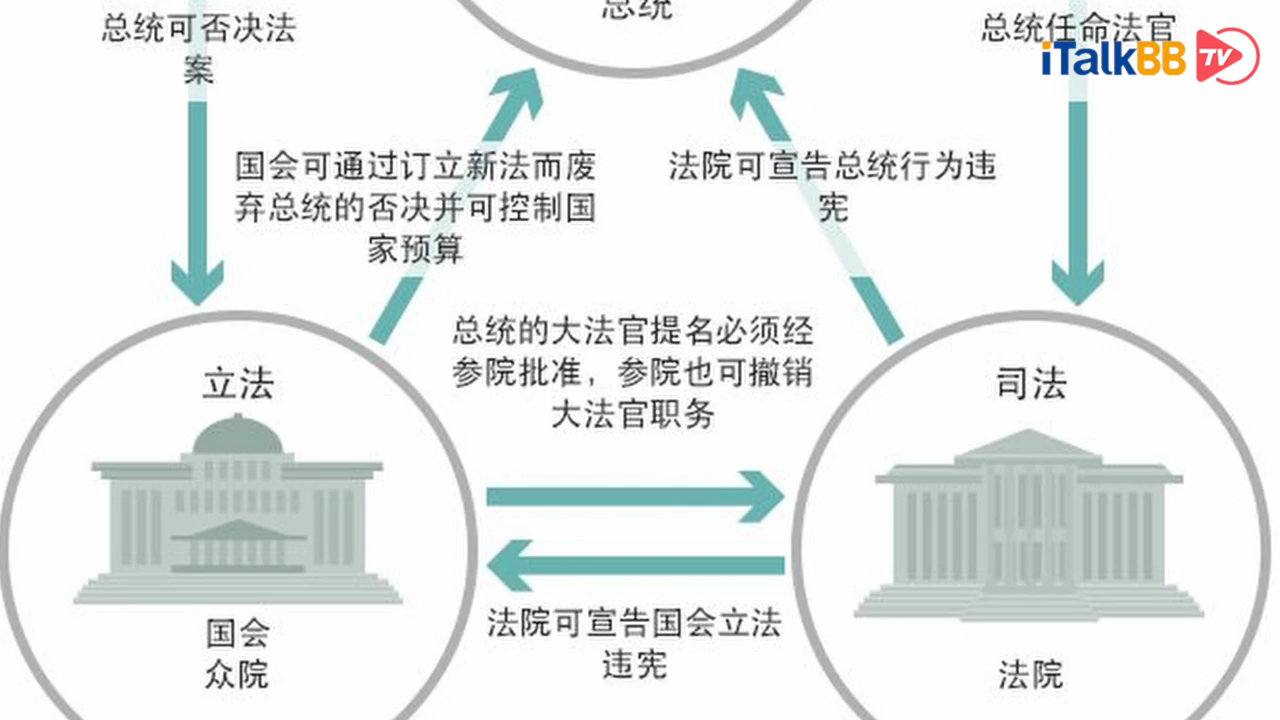 总统
总统可否决法
案
总统任命法官
iTalkBB TV
国会可通过订立新法而废
弃总统的否决并可控制国
家预算
法院可宣告总统行为违
宪
总统的大法官提名必须经
参院批准，参院也可撤销
大法官职务
立法
司法
法院可宣告国会立法
违宪
国会
众院
法院